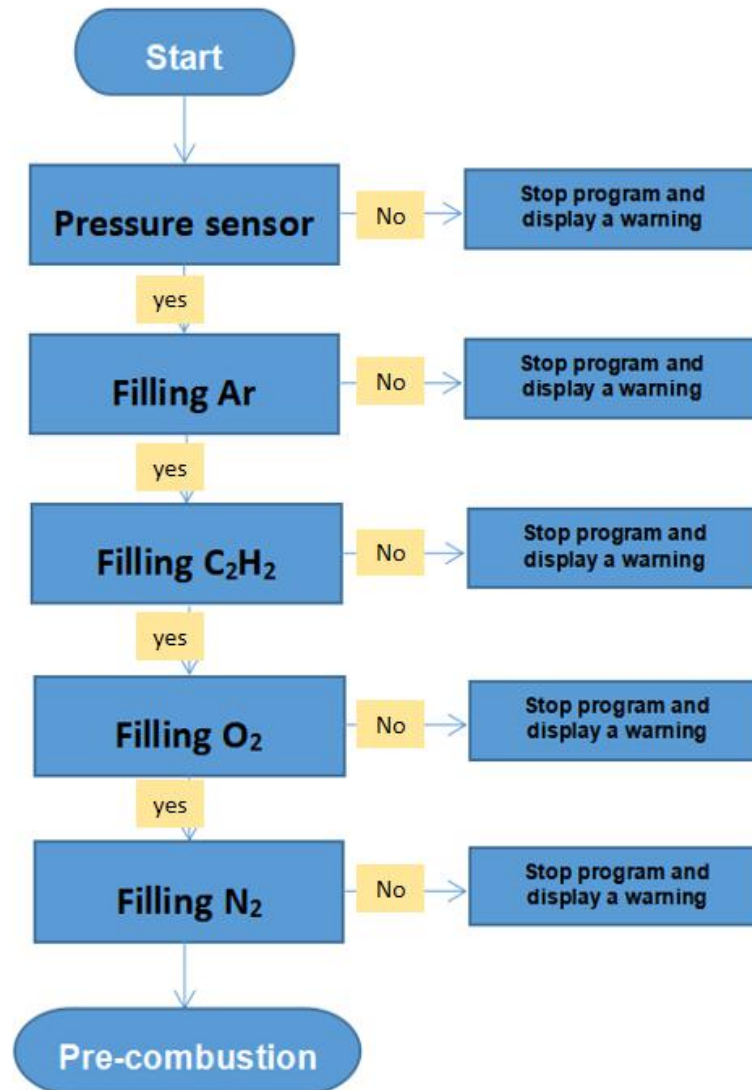 Start
Pressure sensor
No
Stop program and
display a warning
yes
Filling Ar
No
Stop program and
display a warning
yes
Filling C₂H₂
No
Stop program and
display a warning
yes
Filling O₂
No
Stop program and
display a warning
yes
Filling N₂
No
Stop program and
display a warning
Pre-combustion